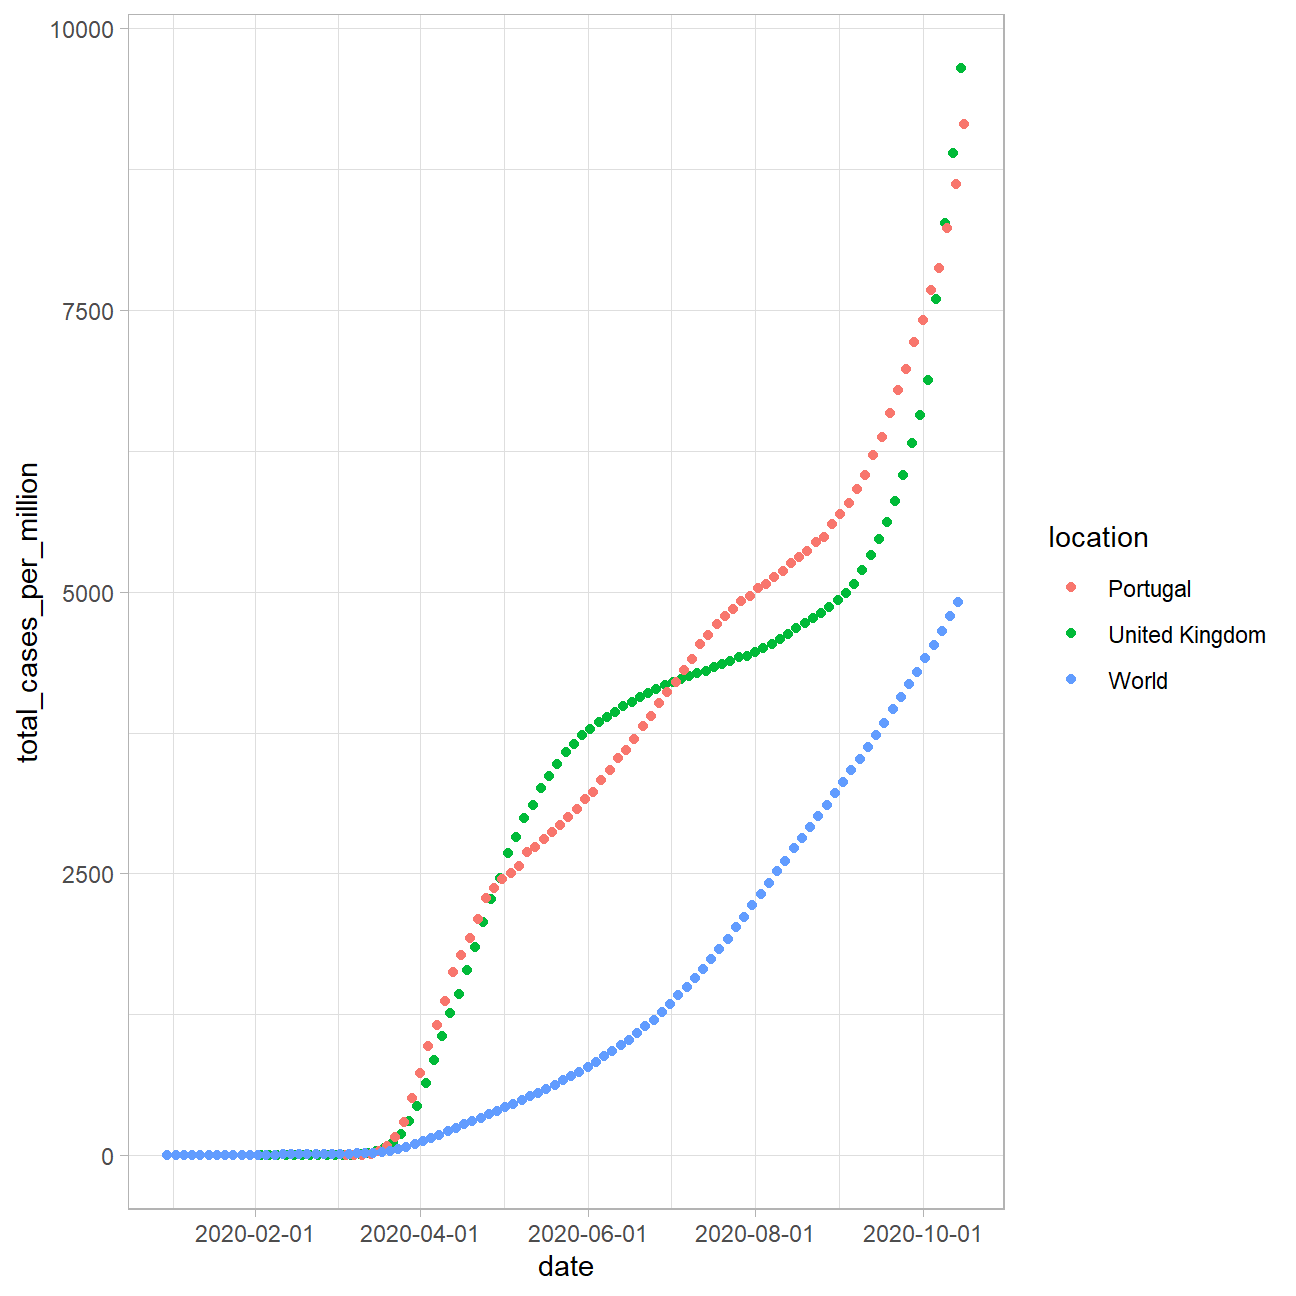 10000
7500
5000
2500
0
total_cases_per_million
2020-02-01 2020-04-01 2020-06-01 2020-08-01 2020-10-01
date
location
Portugal
United Kingdom
World